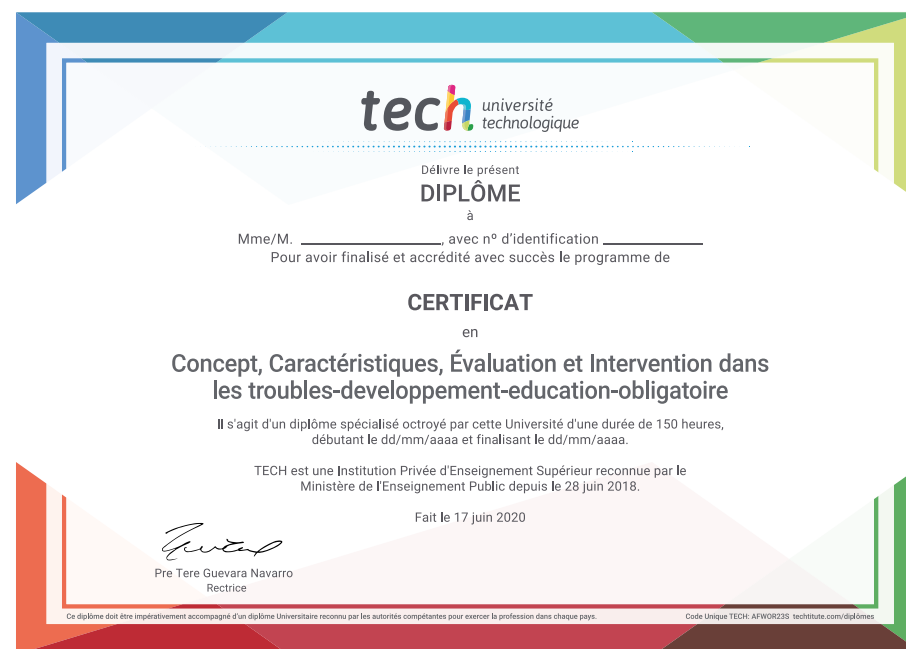 tech université
technologique
Délivre le présent
DIPLÔME
à
Mme/M. ____________________, avec nº d'identification ______________
Pour avoir finalisé et accrédité avec succès le programme de
CERTIFICAT
en
Concept, Caractéristiques, Évaluation et Intervention dans
les troubles-developpement-education-obligatoire
Il s'agit d'un diplôme spécialisé octroyé par cette Université d'une durée de 150 heures,
débutant le dd/mm/aaaa et finalisant le dd/mm/aaaa.
TECH est une Institution Privée d'Enseignement Supérieur reconnue par le
Ministère de l'Enseignement Public depuis le 28 juin 2018.
Fait le 17 juin 2020
Pre Tere Guevara Navarro
Rectrice
Ce diplôme doit être impérativement accompagné d'un diplôme Universitaire reconnu par les autorités compétantes pour exercer la profession dans chaque pays.
Code Unique TECH: AFWOR23S techtitute.com/diplômes